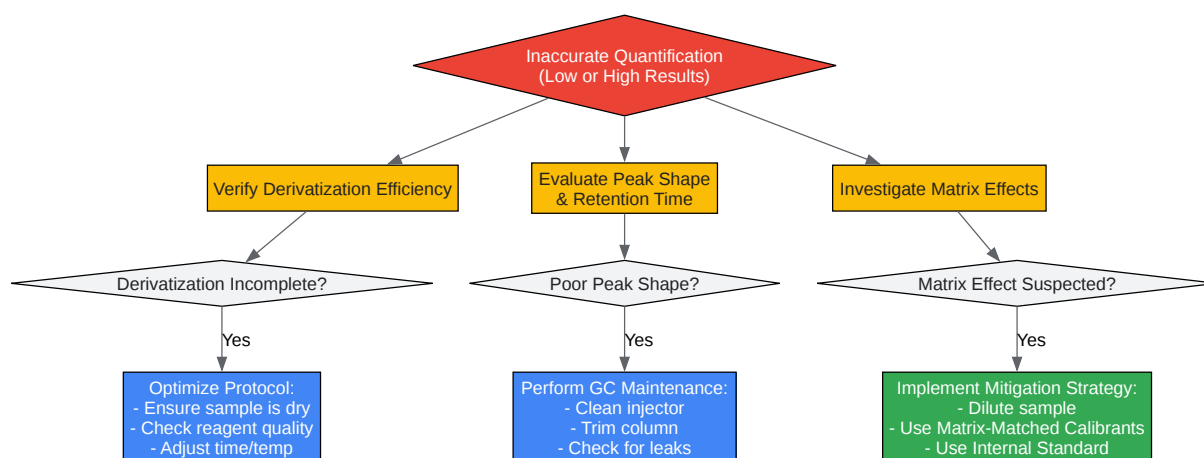 Inaccurate Quantification
(Low or High Results)
Verify Derivatization Efficiency
Evaluate Peak Shape
& Retention Time
Investigate Matrix Effects
Derivatization Incomplete?
Poor Peak Shape?
Matrix Effect Suspected?
Yes
Yes
Yes
Optimize Protocol:
- Ensure sample is dry
- Check reagent quality
- Adjust time/temp
Perform GC Maintenance:
- Clean injector
- Trim column
- Check for leaks
Implement Mitigation Strategy:
- Dilute sample
- Use Matrix-Matched Calibrants
- Use Internal Standard